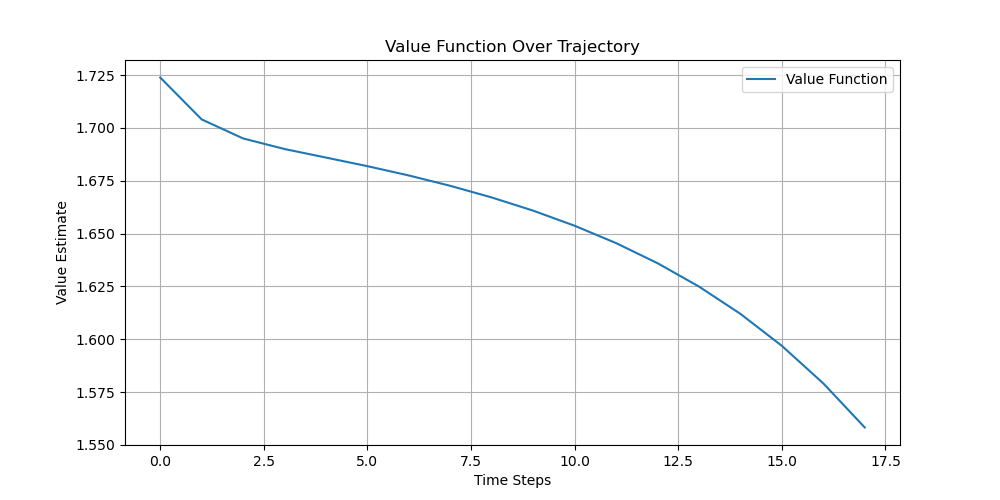 Value Function Over Trajectory
Value Function
Value Estimate
1.725
1.700
1.675
1.650
1.625
1.600
1.575
1.550
0.0 2.5 5.0 7.5 10.0 12.5 15.0 17.5
Time Steps